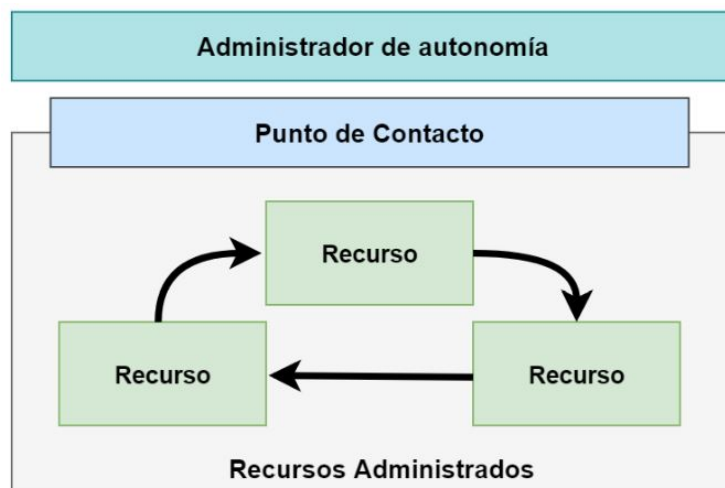 Administrador de autonomía
Punto de Contacto
Recurso
Recurso
Recurso
Recursos Administrados